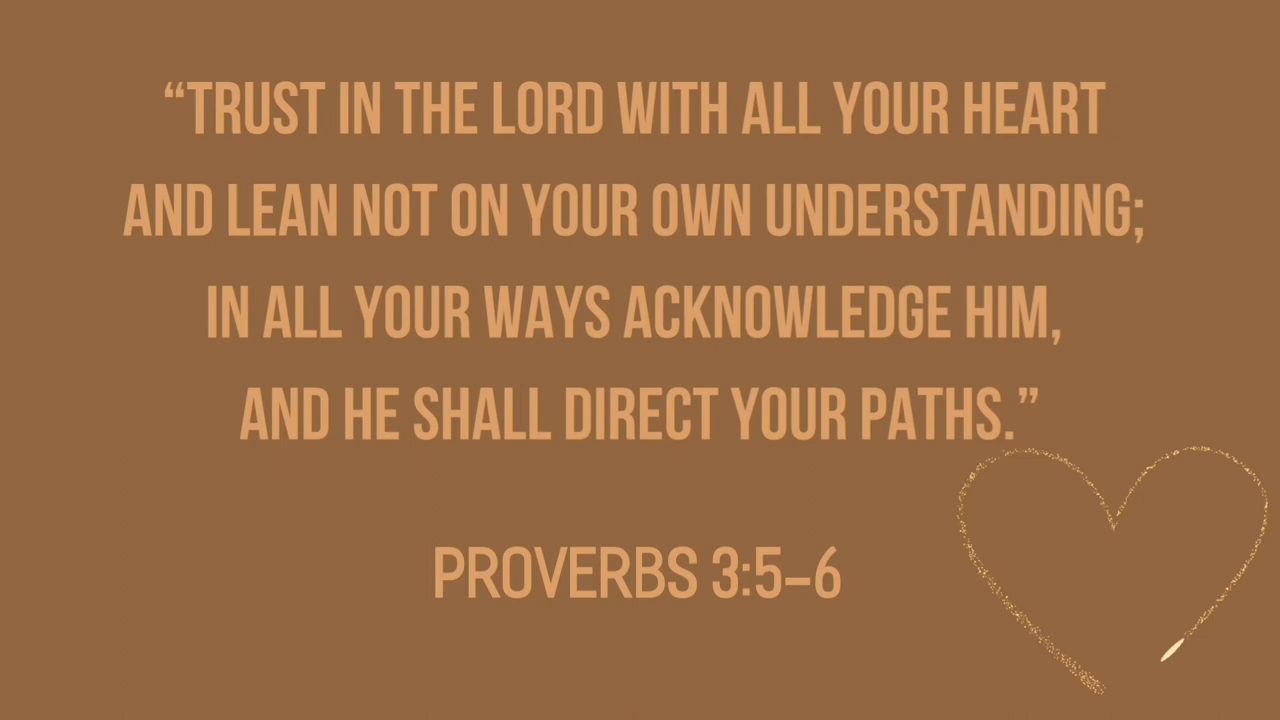 “TRUST IN THE LORD WITH ALL YOUR HEART
AND LEAN NOT ON YOUR OWN UNDERSTANDING;
IN ALL YOUR WAYS ACKNOWLEDGE HIM,
AND HE SHALL DIRECT YOUR PATHS.”
PROVERBS 3:5–6